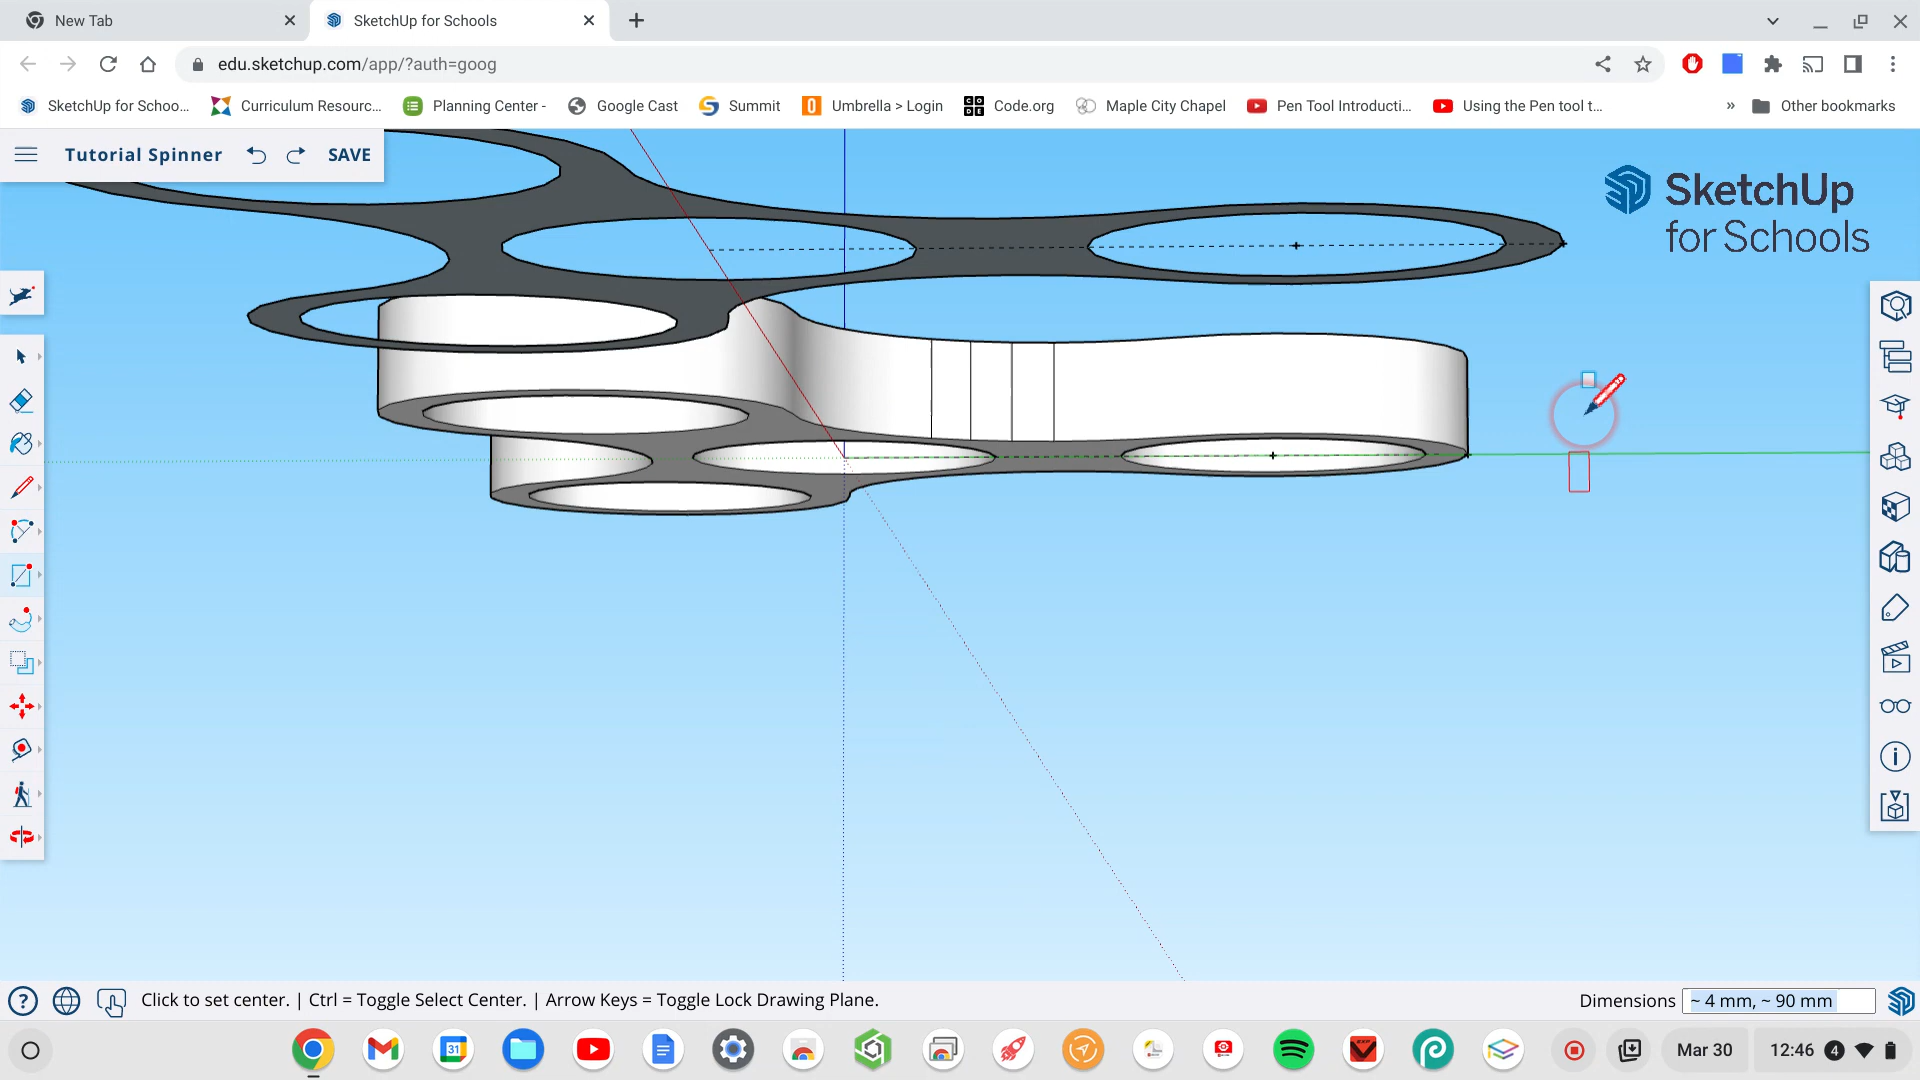 New Tab
SketchUp for Schools
edu.sketchup.com/app/?auth=goog
SketchUp for Schoo... Curriculum Resourc... Planning Center - Google Cast Summit Umbrella > Login Code.org Maple City Chapel Pen Tool Introducti... Using the Pen tool t... » Other bookmarks
Tutorial Spinner SAVE
SketchUp
for Schools
Click to set center. | Ctrl = Toggle Select Center. | Arrow Keys = Toggle Lock Drawing Plane.
Dimensions ~ 4 mm, ~ 90 mm
31
Mar 30
12:46
4